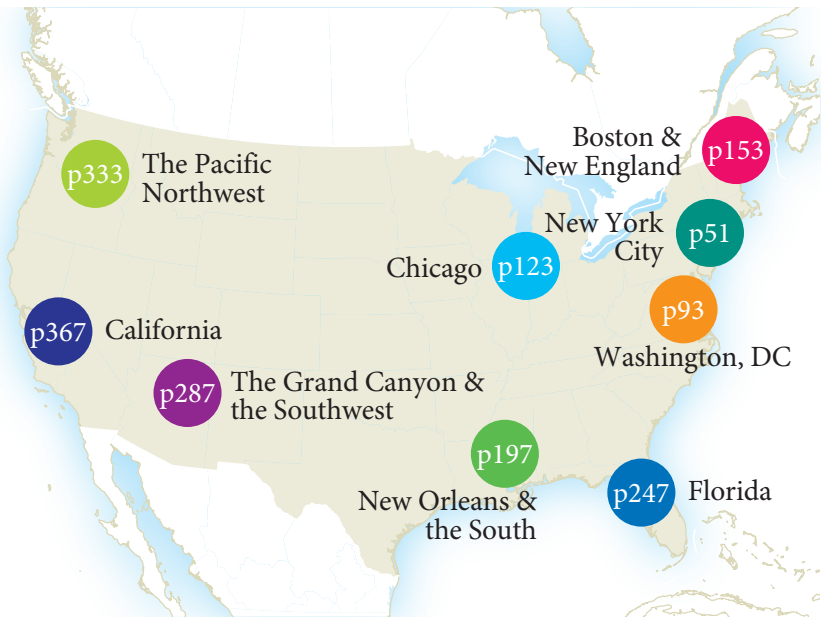 Boston &
New England
p153
p333
The Pacific
Northwest
New York
City
p51
Chicago
p123
p93
Washington, DC
p367
California
p287
The Grand Canyon &
the Southwest
p197
New Orleans &
the South
p247
Florida